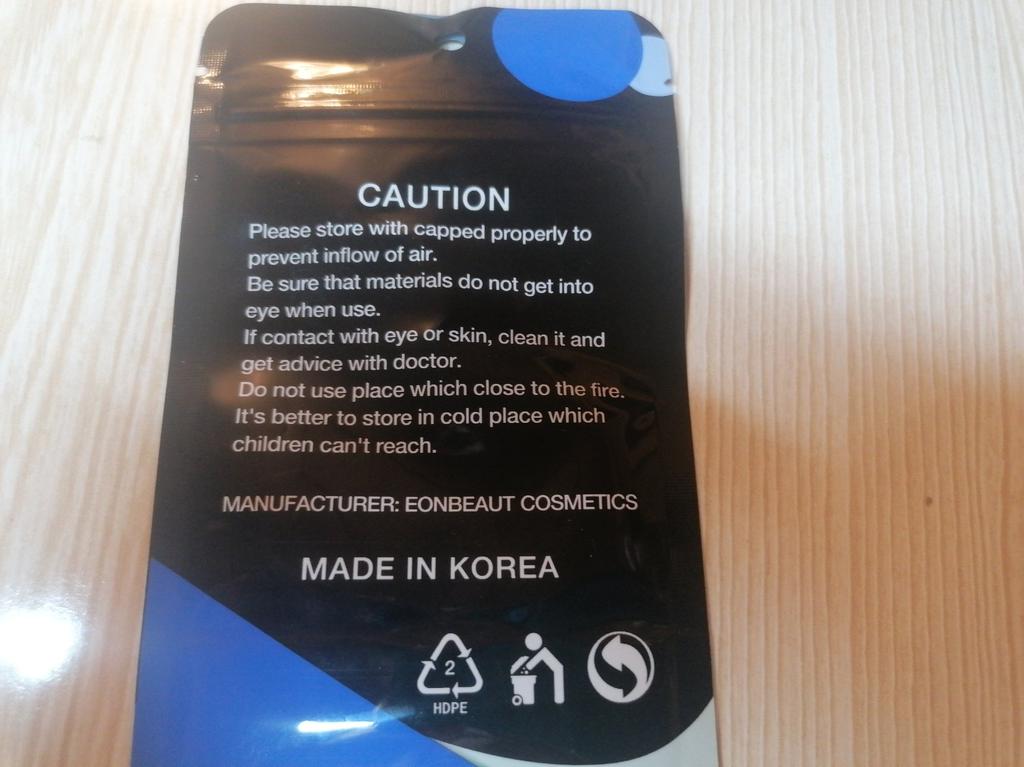 CAUTION
Please store with capped properly to
prevent inflow of air.
Be sure that materials do not get into
eye when use.
If contact with eye or skin, clean it and
get advice with doctor.
Do not use place which close to the fire.
It's better to store in cold place which
children can't reach.
MANUFACTURER: EONBEAUT COSMETICS
MADE IN KOREA
2
HDPE